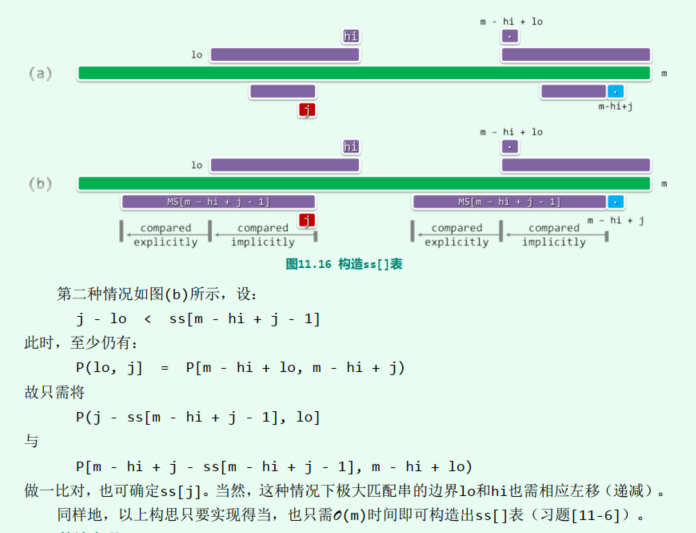 m - hi + lo
hi
lo
(a)
m
j
m-hi+j
m - hi + lo
hi
lo
(b)
m
MS[m - hi + j - 1]
MS[m - hi + j - 1]
j
m - hi + j
compared explicitly
compared implicitly
compared explicitly
compared implicitly
图11.16 构造ss[]表
第二种情况如图(b)所示，设：
j - lo < ss[m - hi + j - 1]
此时，至少仍有：
P(lo, j] = P[m - hi + lo, m - hi + j)
故只需将
P(j - ss[m - hi + j - 1], lo]
与
P[m - hi + j - ss[m - hi + j - 1], m - hi + lo)
做一比对，也可确定ss[j]。当然，这种情况下极大匹配串的边界lo和hi也需相应左移（递减）。
同样地，以上构思只要实现得当，也只需O(m)时间即可构造出ss[]表（习题[11-6]）。